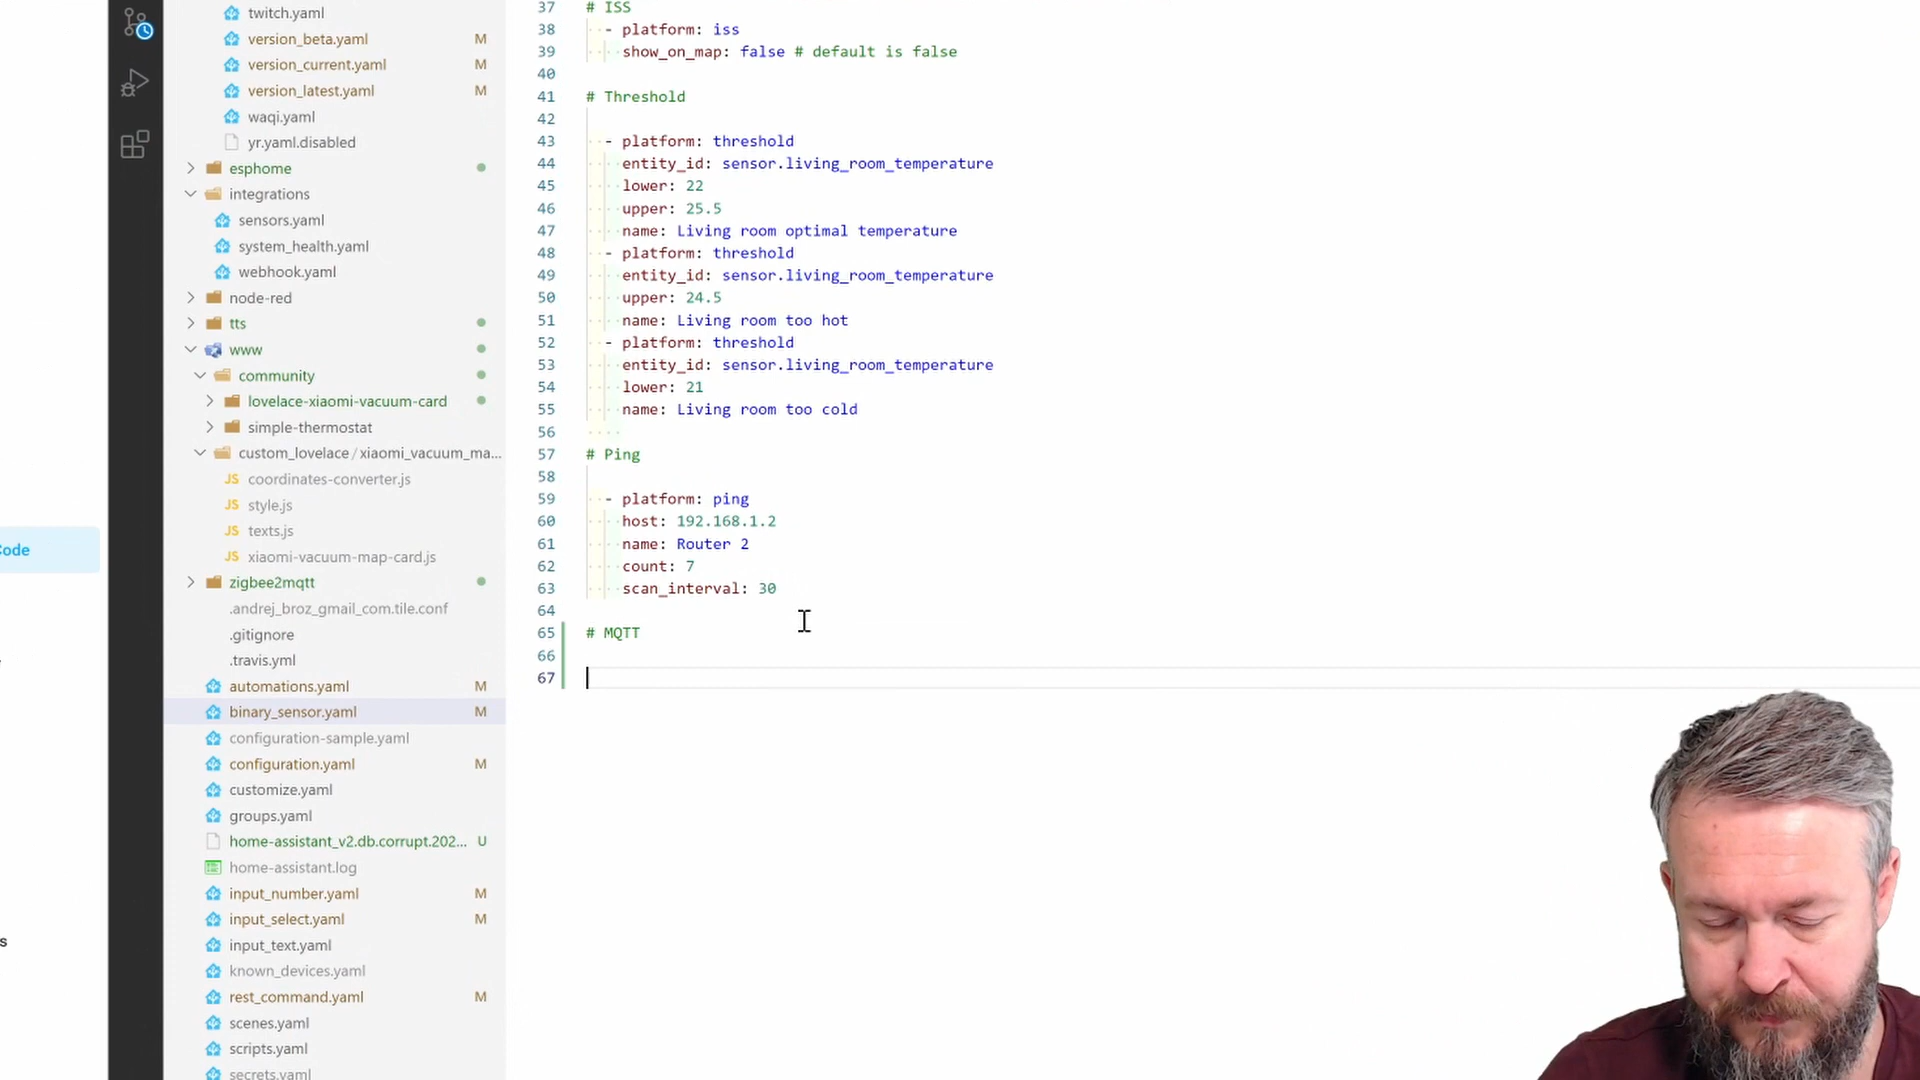 Code
s
twitch.yaml
version_beta.yaml M
version_current.yaml M
version_latest.yaml M
waqi.yaml
yr.yaml.disabled
esphome
integrations
sensors.yaml
system_health.yaml
webhook.yaml
node-red
tts
www
community
lovelace-xiaomi-vacuum-card
simple-thermostat
custom_lovelace / xiaomi_vacuum_ma...
JS coordinates-converter.js
JS style.js
JS texts.js
JS xiaomi-vacuum-map-card.js
zigbee2mqtt
.andrej_broz_gmail_com.tile.conf
.gitignore
.travis.yml
automations.yaml M
binary_sensor.yaml M
configuration-sample.yaml
configuration.yaml M
customize.yaml
groups.yaml
home-assistant_v2.db.corrupt.202... U
home-assistant.log
input_number.yaml M
input_select.yaml M
input_text.yaml
known_devices.yaml
rest_command.yaml M
scenes.yaml
scripts.yaml
secrets.yaml
37 # ISS
38 - platform: iss
39 show_on_map: false # default is false
40
41 # Threshold
42
43 - platform: threshold
44 entity_id: sensor.living_room_temperature
45 lower: 22
46 upper: 25.5
47 name: Living room optimal temperature
48 - platform: threshold
49 entity_id: sensor.living_room_temperature
50 upper: 24.5
51 name: Living room too hot
52 - platform: threshold
53 entity_id: sensor.living_room_temperature
54 lower: 21
55 name: Living room too cold
56
57 # Ping
58
59 - platform: ping
60 host: 192.168.1.2
61 name: Router 2
62 count: 7
63 scan_interval: 30
64
65 # MQTT
66
67